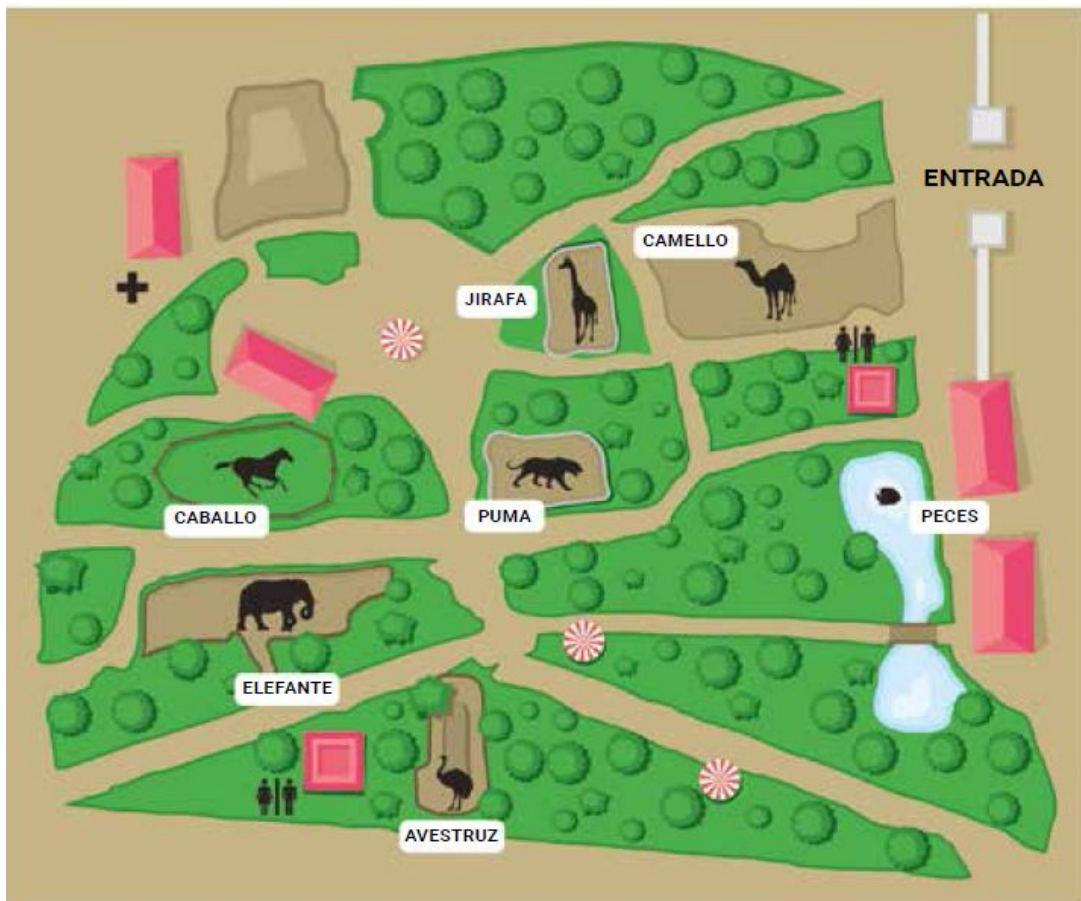 ENTRADA
CAMELLO
JIRAFA
CABALLO
PUMA
PECES
ELEFANTE
AVESTRUZ